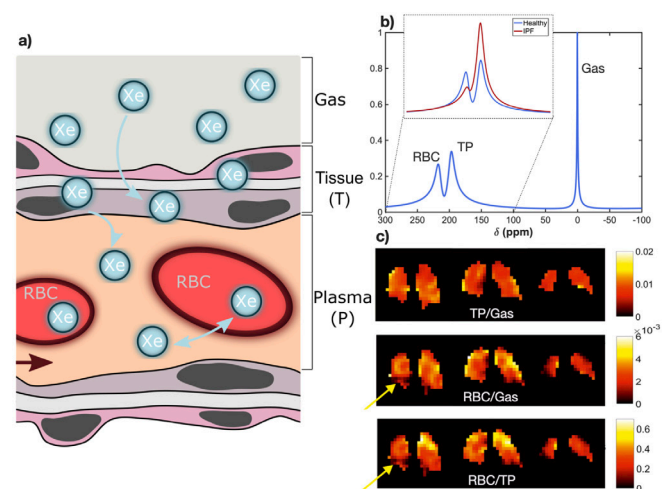 a)
Xe
Xe
Xe
Xe
Gas
Xe
Xe
Xe
Tissue
(T)
Xe
RBC
RBC
Xe
Xe
Xe
Plasma
(P)
b)
Healthy
IPF
1
0.8
0.6
0.4
0.2
0
Gas
RBC
TP
300
250
200
150
100
50
0
-50
-100
δ (ppm)
c)
TP/Gas
0.02
0.01
0
RBC/Gas
×10⁻³
6
4
2
0
RBC/TP
0.6
0.4
0.2
0